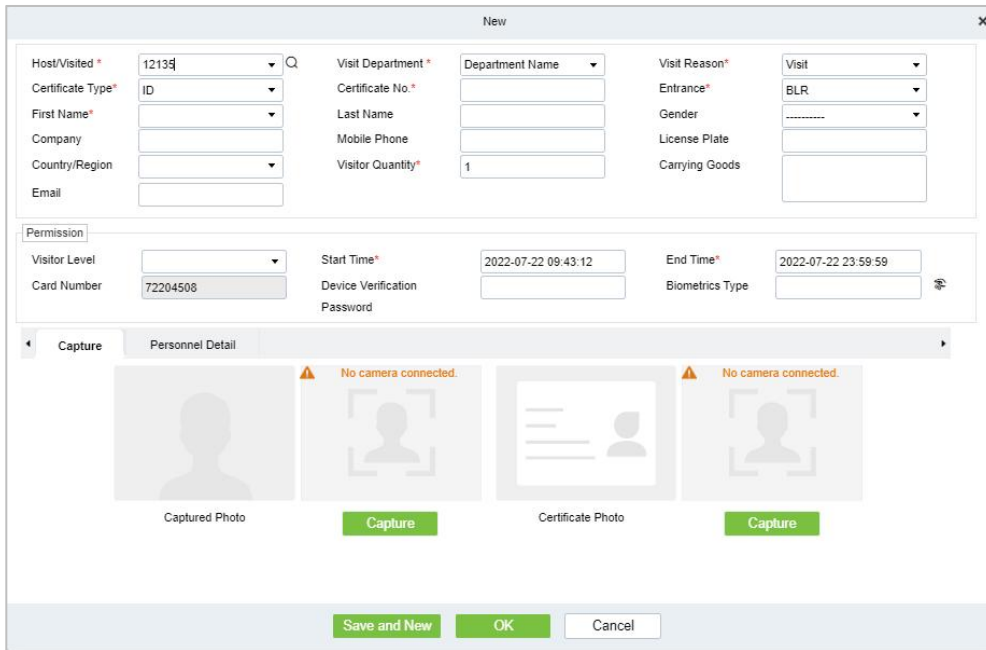 New
Host/Visited * 12135 Visit Department * Department Name Visit Reason* Visit
Certificate Type* ID Certificate No.* Entrance* BLR
First Name* Last Name Gender ----------
Company Mobile Phone License Plate
Country/Region Visitor Quantity* 1 Carrying Goods
Email
Permission
Visitor Level Start Time* 2022-07-22 09:43:12 End Time* 2022-07-22 23:59:59
Card Number 72204508 Device Verification Biometrics Type
Password
Capture Personnel Detail
No camera connected. No camera connected.
Captured Photo Capture Certificate Photo Capture
Save and New OK Cancel